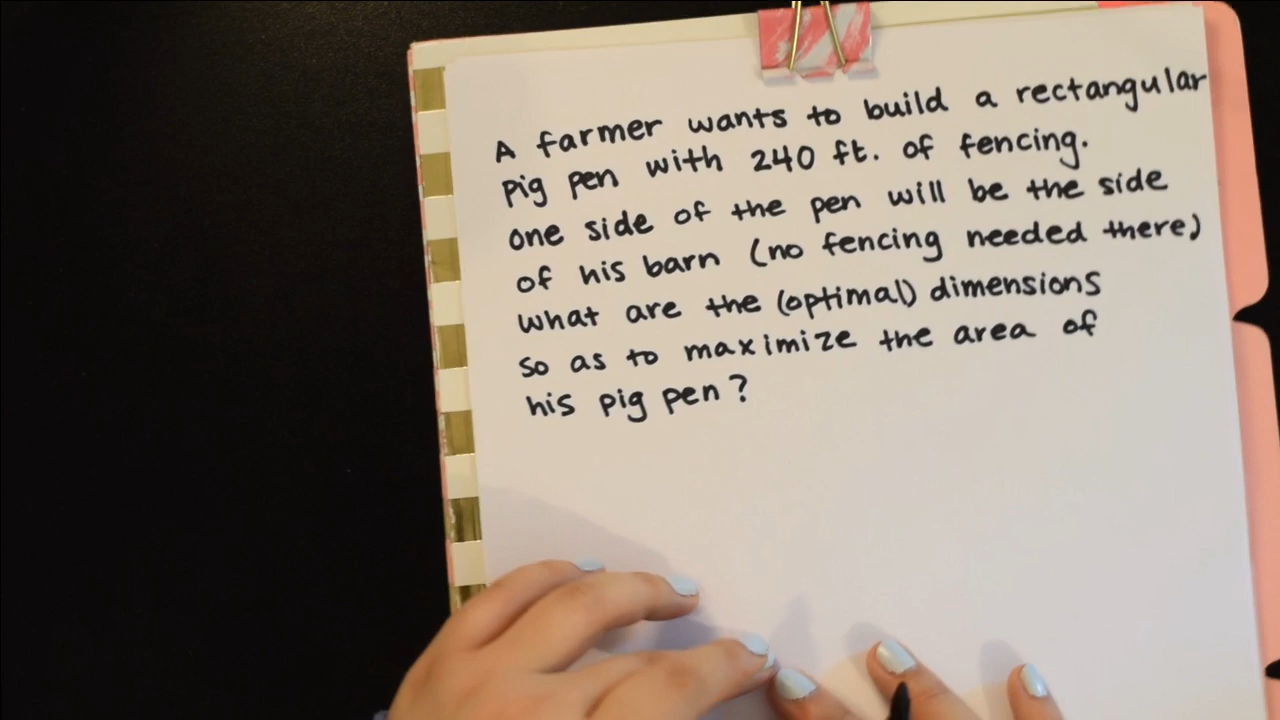 A farmer wants to build a rectangular
pig pen with 240 ft. of fencing.
one side of the pen will be the side
of his barn (no fencing needed there)
what are the (optimal) dimensions
so as to maximize the area of
his pig pen?